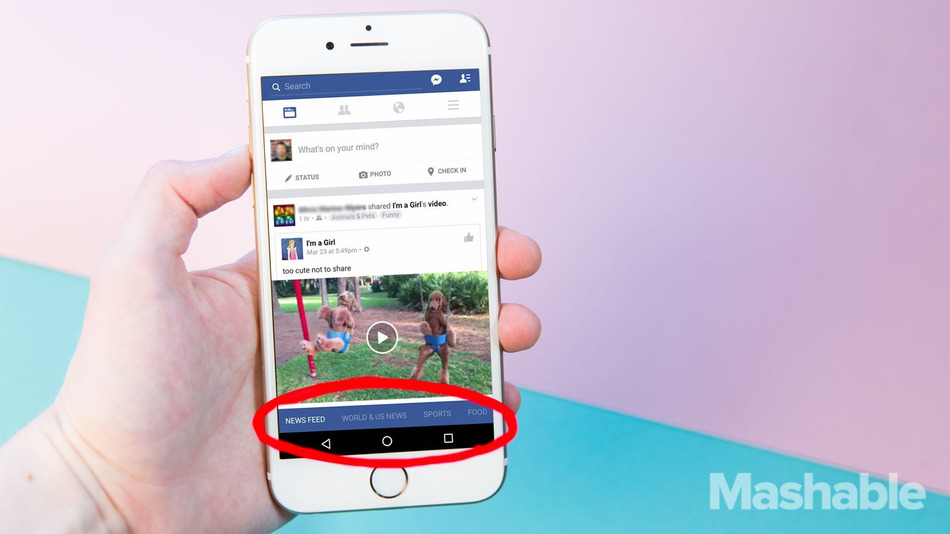 Search
What's on your mind?
STATUS PHOTO CHECK IN
shared I'm a Girl's video.
1 hr · Animals & Pets Funny
I'm a Girl
Mar 23 at 5:49pm ·
too cute not to share
NEWS FEED WORLD & US NEWS SPORTS FOOD
Mashable